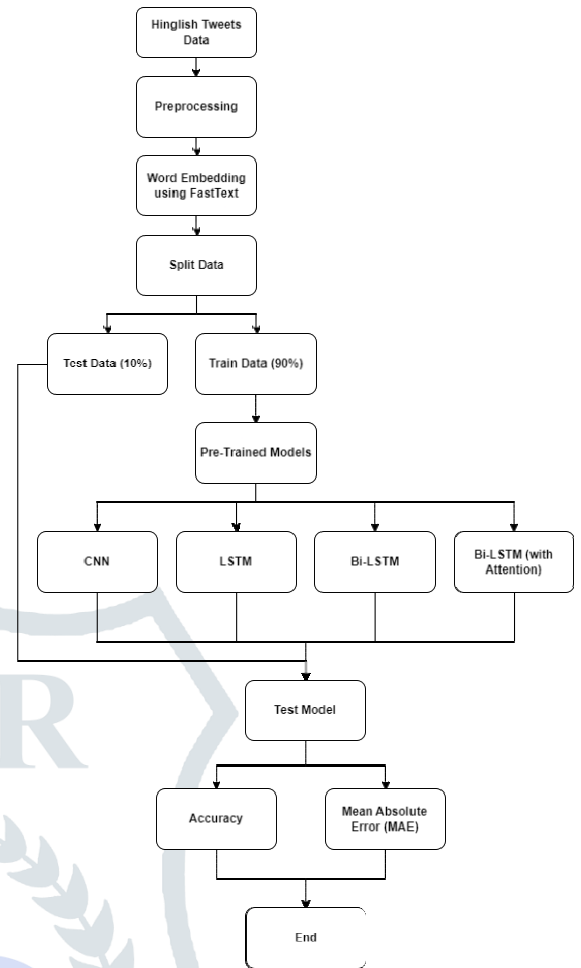 Hinglish Tweets
Data
Preprocessing
Word Embedding
using FastText
Split Data
Test Data (10%)
Train Data (90%)
Pre-Trained Models
CNN
LSTM
Bi-LSTM
Bi-LSTM (with
Attention)
R
Test Model
Accuracy
Mean Absolute
Error (MAE)
End